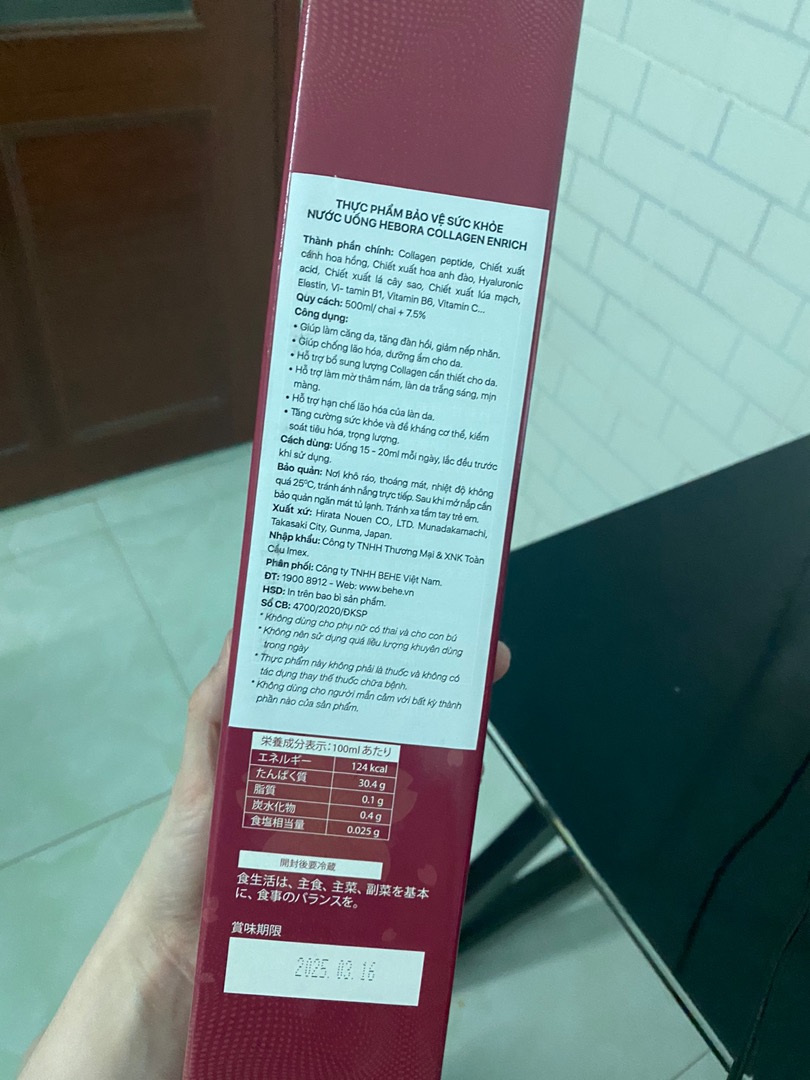 THỰC PHẨM BẢO VỆ SỨC KHỎE
NƯỚC UỐNG HEBORA COLLAGEN ENRICH
Thành phần chính: Collagen peptide, Chiết xuất
cánh hoa hồng, Chiết xuất hoa anh đào, Hyaluronic
acid, Chiết xuất lá cây sao, Chiết xuất lúa mạch,
Elastin, Vi- tamin B1, Vitamin B6, Vitamin C...
Quy cách: 500ml/ chai + 7.5%
Công dụng:
• Giúp làm căng da, tăng đàn hồi, giảm nếp nhăn.
• Giúp chống lão hóa, dưỡng ẩm cho da.
• Hỗ trợ bổ sung lượng Collagen cần thiết cho da.
• Hỗ trợ làm mờ thâm nám, làn da trắng sáng, mịn
màng.
• Hỗ trợ hạn chế lão hóa của làn da.
• Tăng cường sức khỏe và đề kháng cơ thể, kiểm
soát tiêu hóa, trọng lượng.
Cách dùng: Uống 15 - 20ml mỗi ngày, lắc đều trước
khi sử dụng.
Bảo quản: Nơi khô ráo, thoáng mát, nhiệt độ không
quá 25°C, tránh ánh nắng trực tiếp. Sau khi mở nắp cần
bảo quản ngăn mát tủ lạnh. Tránh xa tầm tay trẻ em.
Xuất xứ: Hirata Nouen CO., LTD. Munadakamachi,
Takasaki City, Gunma, Japan.
Nhập khẩu: Công ty TNHH Thương Mại & XNK Toàn
Cầu Imex.
Phân phối: Công ty TNHH BEHE Việt Nam.
ĐT: 1900 8912 - Web: www.behe.vn
HSD: In trên bao bì sản phẩm.
Số CB: 4700/2020/ĐKSP
* Không dùng cho phụ nữ có thai và cho con bú
* Không nên sử dụng quá liều lượng khuyên dùng
trong ngày
* Thực phẩm này không phải là thuốc và không có
tác dụng thay thế thuốc chữa bệnh.
* Không dùng cho người mẫn cảm với bất kỳ thành
phần nào của sản phẩm.
栄養成分表示:100mlあたり
エネルギー 124 kcal
たんぱく質 30.4 g
脂質 0.1 g
炭水化物 0.4 g
食塩相当量 0.025 g
開封後要冷蔵
食生活は、主食、主菜、副菜を基本
に、食事のバランスを。
賞味期限
2025. 03. 16